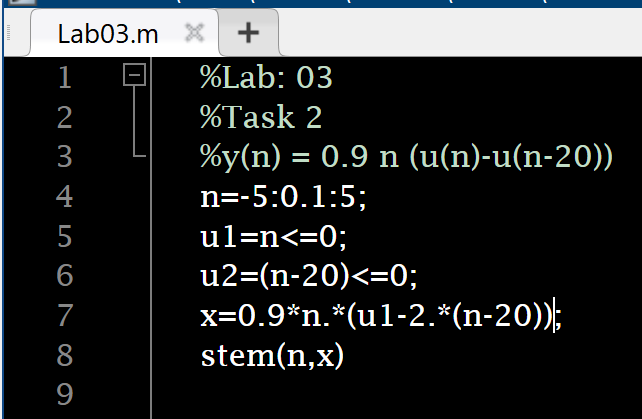 Lab03.m
1 %Lab: 03
2 %Task 2
3 %y(n) = 0.9 n (u(n)-u(n-20))
4 n=-5:0.1:5;
5 u1=n<=0;
6 u2=(n-20)<=0;
7 x=0.9*n.*(u1-2.*(n-20));
8 stem(n,x)
9